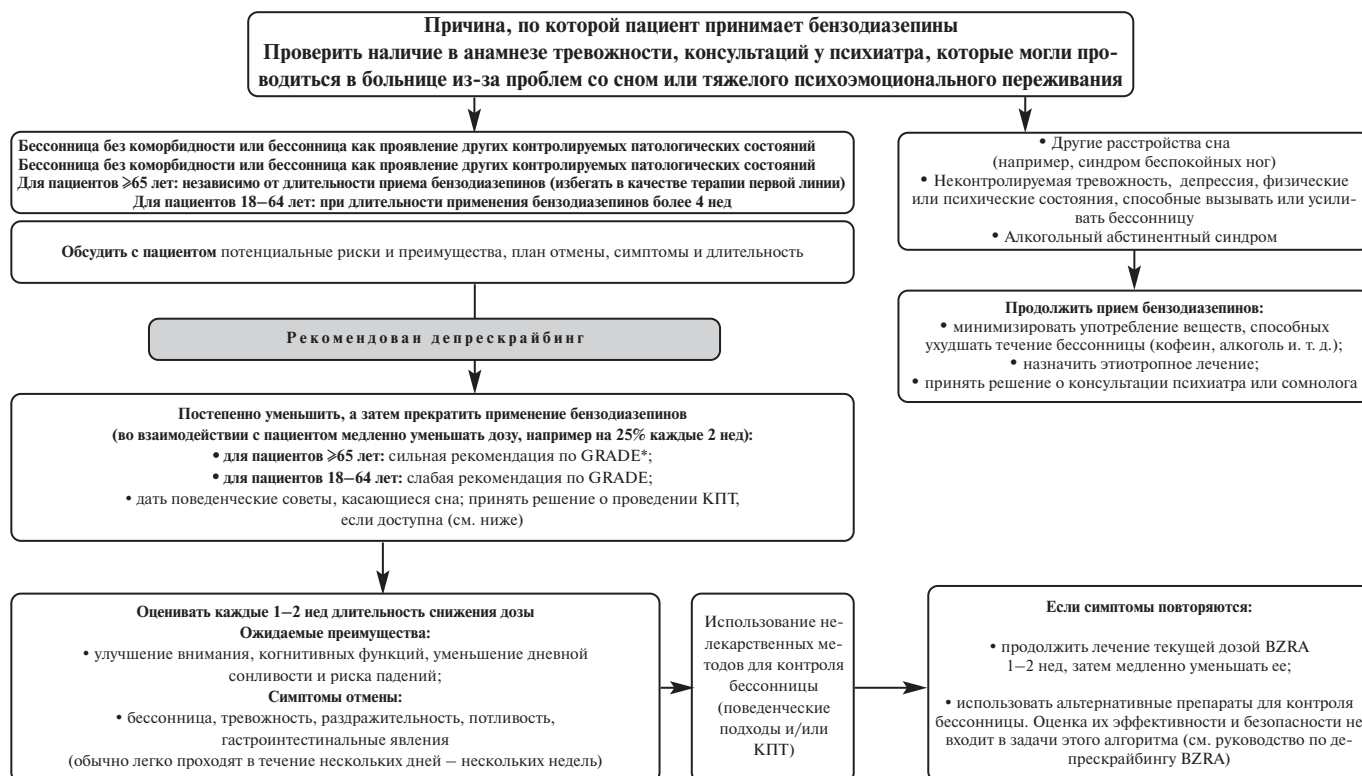 Причина, по которой пациент принимает бензодиазепины
Проверить наличие в анамнезе тревожности, консультаций у психиатра, которые могли про-
водиться в больнице из-за проблем со сном или тяжелого психоэмоционального переживания
Бессонница без коморбидности или бессонница как проявление других контролируемых патологических состояний
Бессонница без коморбидности или бессонница как проявление других контролируемых патологических состояний
Для пациентов ⩾65 лет: независимо от длительности приема бензодиазепинов (избегать в качестве терапии первой линии)
Для пациентов 18–64 лет: при длительности применения бензодиазепинов более 4 нед
Обсудить с пациентом потенциальные риски и преимущества, план отмены, симптомы и длительность
Рекомендован депрескрайбинг
Постепенно уменьшить, а затем прекратить применение бензодиазепинов
(во взаимодействии с пациентом медленно уменьшать дозу, например на 25% каждые 2 нед):
• для пациентов ⩾65 лет: сильная рекомендация по GRADE*;
• для пациентов 18–64 лет: слабая рекомендация по GRADE;
• дать поведенческие советы, касающиеся сна; принять решение о проведении КПТ,
если доступна (см. ниже)
• Другие расстройства сна
(например, синдром беспокойных ног)
• Неконтролируемая тревожность, депрессия, физические
или психические состояния, способные вызывать или усили-
вать бессонницу
• Алкогольный абстинентный синдром
Продолжить прием бензодиазепинов:
• минимизировать употребление веществ, способных
ухудшать течение бессонницы (кофеин, алкоголь и. т. д.);
• назначить этиотропное лечение;
• принять решение о консультации психиатра или сомнолога
Оценивать каждые 1–2 нед длительность снижения дозы
Ожидаемые преимущества:
• улучшение внимания, когнитивных функций, уменьшение дневной
сонливости и риска падений;
Симптомы отмены:
• бессонница, тревожность, раздражительность, потливость,
гастроинтестинальные явления
(обычно легко проходят в течение нескольких дней – нескольких недель)
Использование не-
лекарственных ме-
тодов для контроля
бессонницы
(поведенческие
подходы и/или
КПТ)
Если симптомы повторяются:
• продолжить лечение текущей дозой BZRA
1–2 нед, затем медленно уменьшать ее;
• использовать альтернативные препараты для контроля
бессонницы. Оценка их эффективности и безопасности не
входит в задачи этого алгоритма (см. руководство по де-
прескрайбингу BZRA)